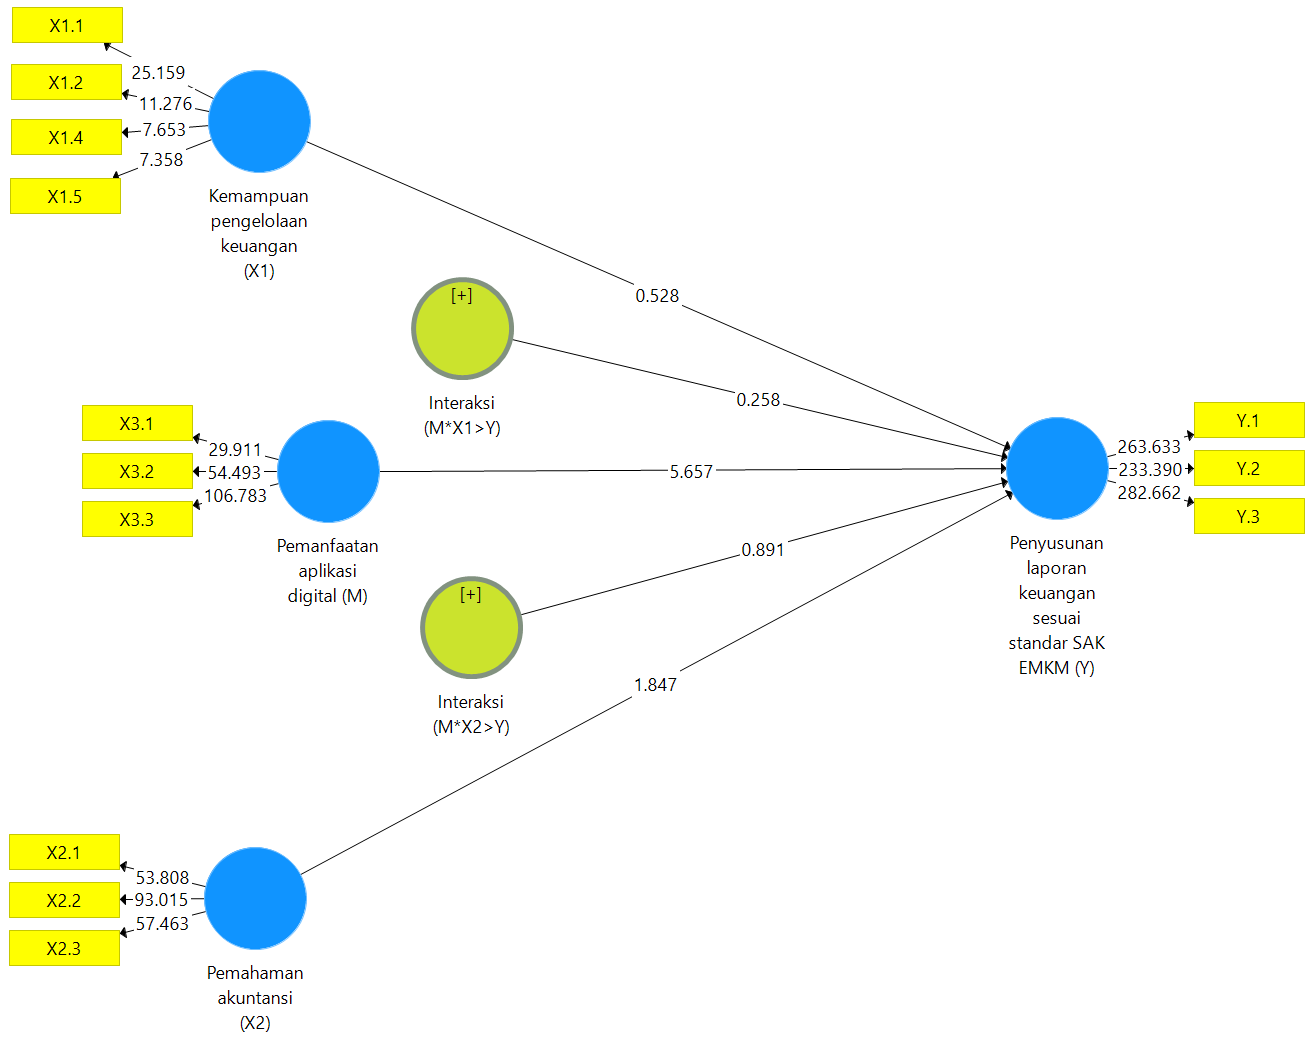 X1.1
25.159
X1.2
11.276
X1.4
7.653
7.358
X1.5
Kemampuan
pengelolaan
keuangan
(X1)
0.528
[+]
Interaksi
(M*X1>Y)
0.258
X3.1
29.911
X3.2
54.493
106.783
X3.3
Pemanfaatan
aplikasi
digital (M)
5.657
Y.1
263.633
Y.2
233.390
282.662
Y.3
Penyusunan
laporan
keuangan
sesuai
standar SAK
EMKM (Y)
0.891
[+]
Interaksi
(M*X2>Y)
1.847
X2.1
53.808
X2.2
93.015
57.463
X2.3
Pemahaman
akuntansi
(X2)